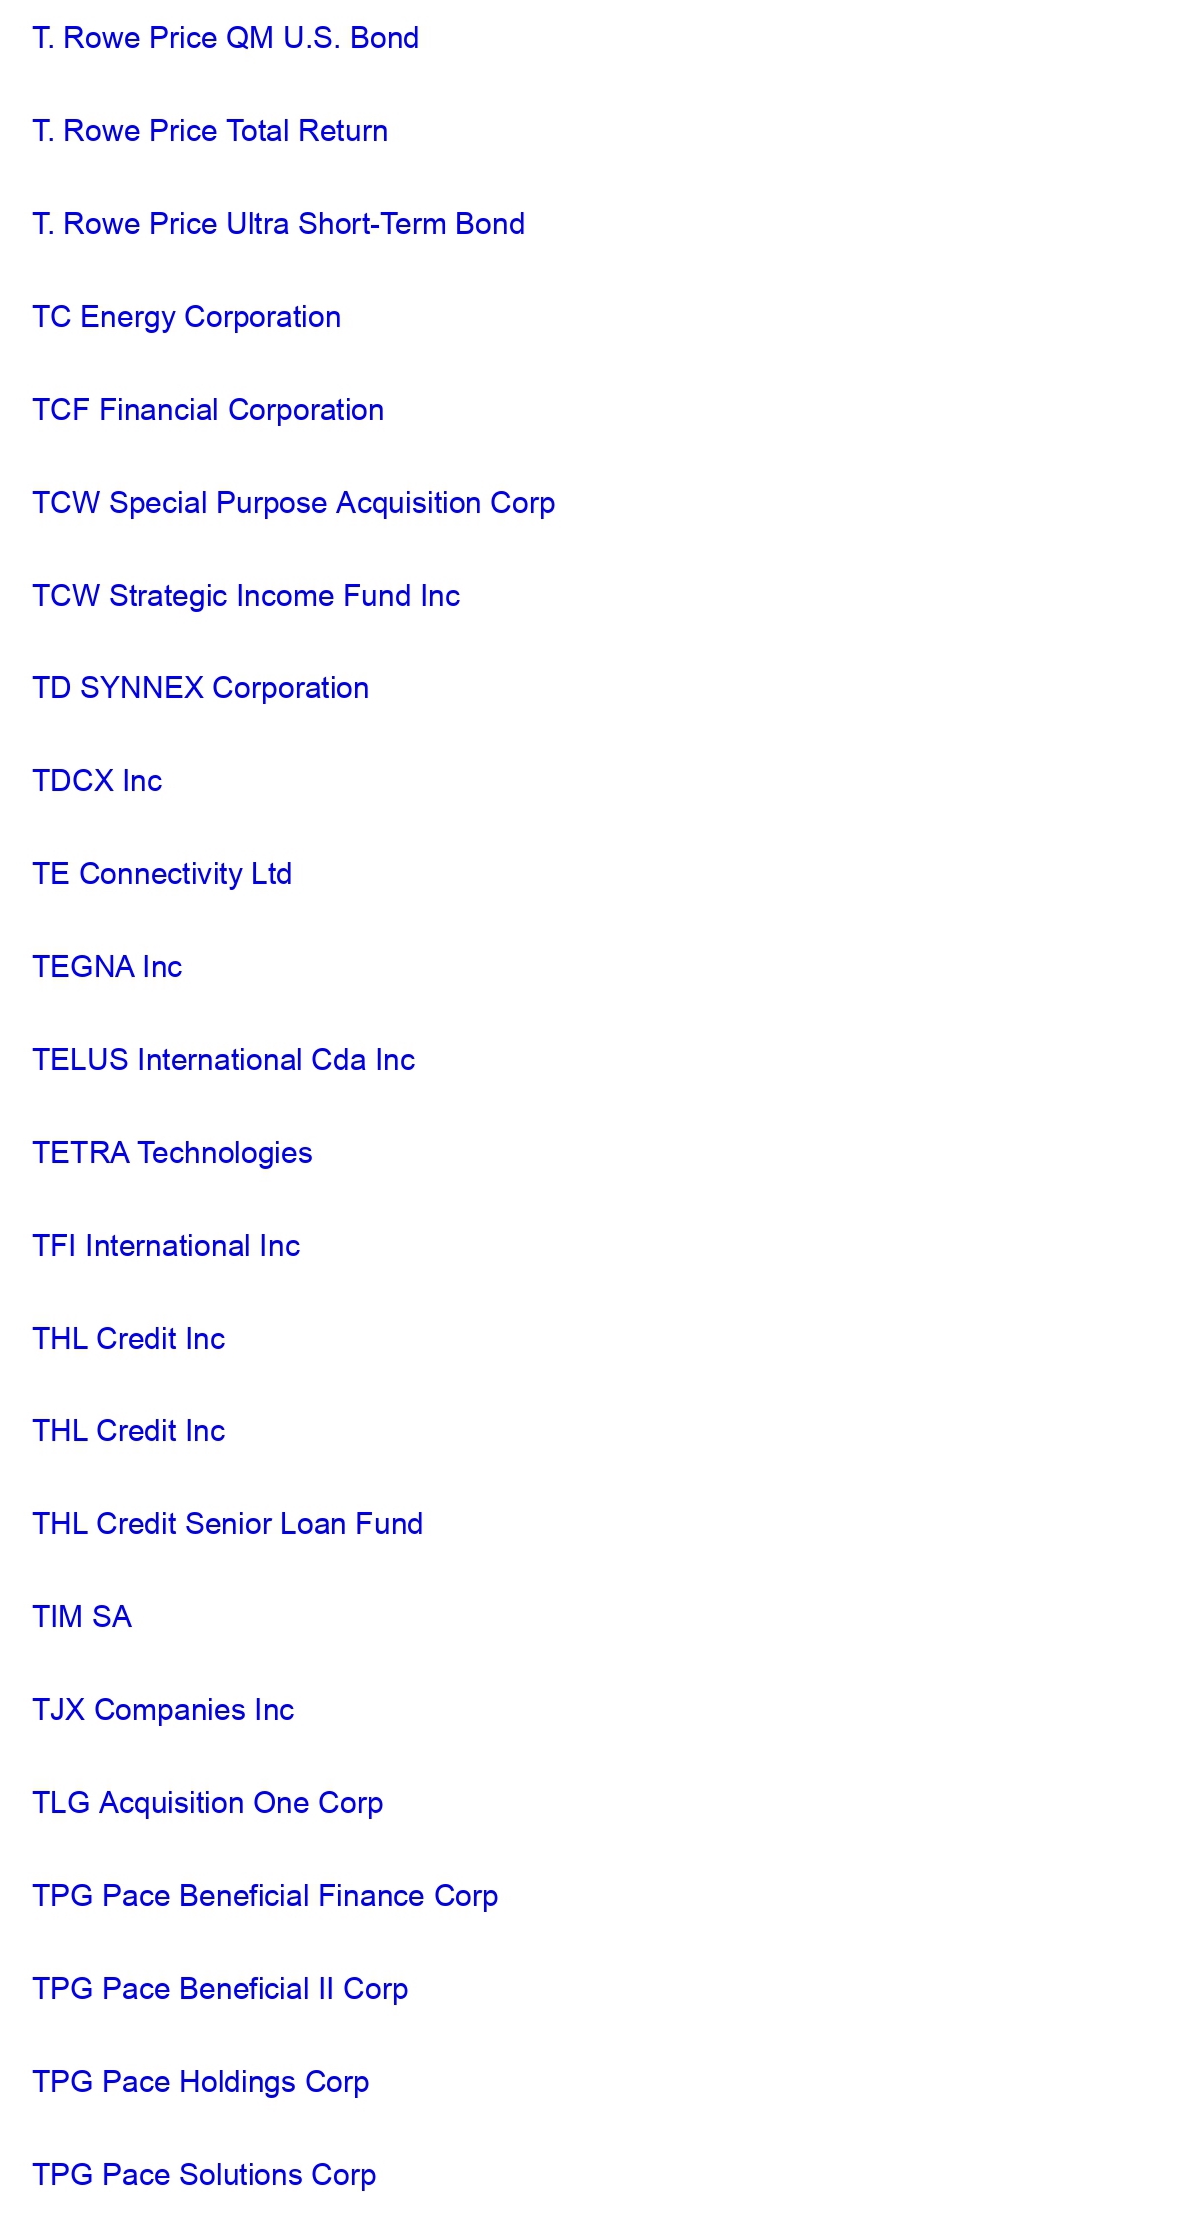 T. Rowe Price QM U.S. Bond
T. Rowe Price Total Return
T. Rowe Price Ultra Short-Term Bond
TC Energy Corporation
TCF Financial Corporation
TCW Special Purpose Acquisition Corp
TCW Strategic Income Fund Inc
TD SYNNEX Corporation
TDCX Inc
TE Connectivity Ltd
TEGNA Inc
TELUS International Cda Inc
TETRA Technologies
TFI International Inc
THL Credit Inc
THL Credit Inc
THL Credit Senior Loan Fund
TIM SA
TJX Companies Inc
TLG Acquisition One Corp
TPG Pace Beneficial Finance Corp
TPG Pace Beneficial II Corp
TPG Pace Holdings Corp
TPG Pace Solutions Corp